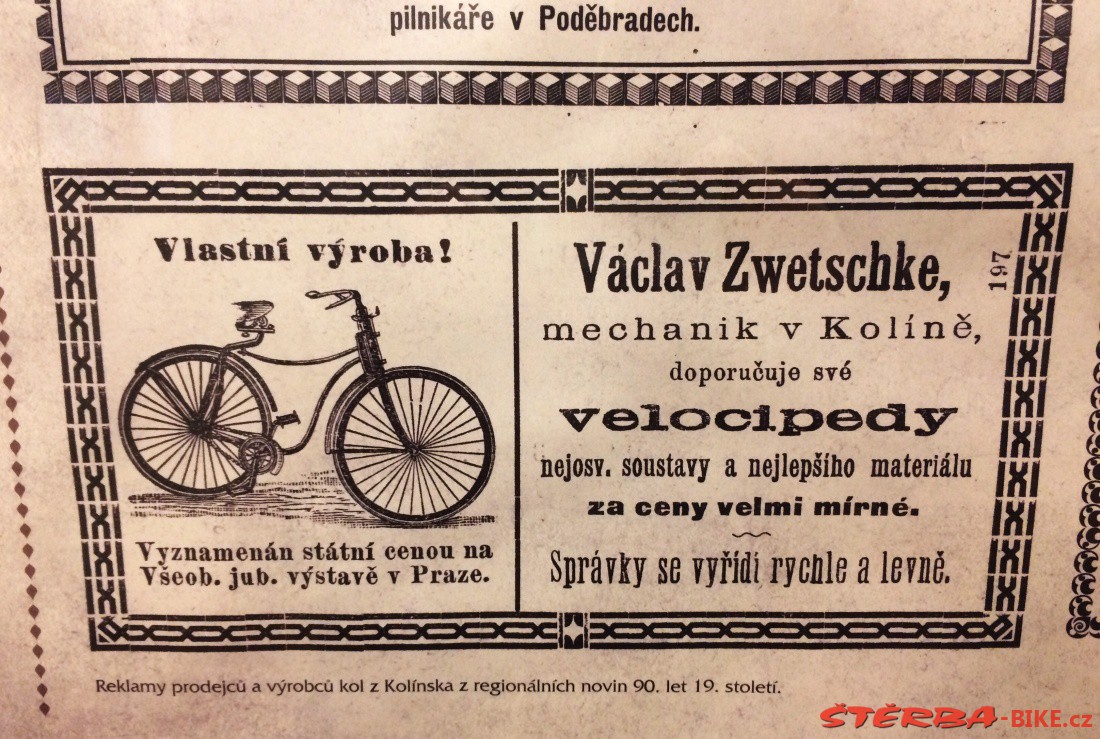 pilnikáře v Poděbradech.
Vlastní výroba!
Vyznamenán státní cenou na
Všeob. jub. výstavě v Praze.
Václav Zwetschke,
197
mechanik v Kolíně,
doporučuje své
velocipedy
nejosv. soustavy a nejlepšího materiálu
za ceny velmi mírné.
Správky se vyřídí rychle a levně.
Reklamy prodejců a výrobců kol z Kolínska z regionálních novin 90. let 19. století.
ŠTĚRBA-BIKE.cz